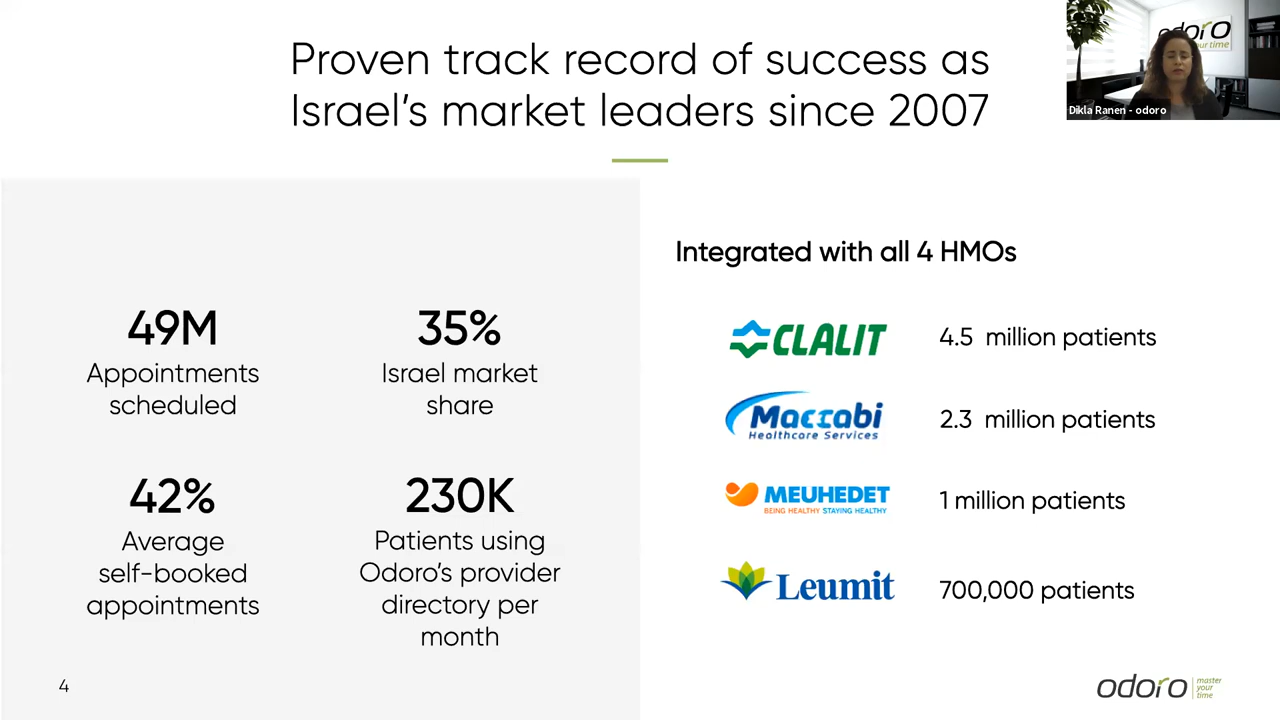 Proven track record of success as
Israel's market leaders since 2007
odoro
your time
Dikla Ranen - odoro
49M
Appointments
scheduled
35%
Israel market
share
42%
Average
self-booked
appointments
230K
Patients using
Odoro's provider
directory per
month
Integrated with all 4 HMOs
CLALIT
4.5 million patients
Maccabi
Healthcare Services
2.3 million patients
MEUHEDET
BEING HEALTHY STAYING HEALTHY
1 million patients
Leumit
700,000 patients
4
odoro
master
your
time